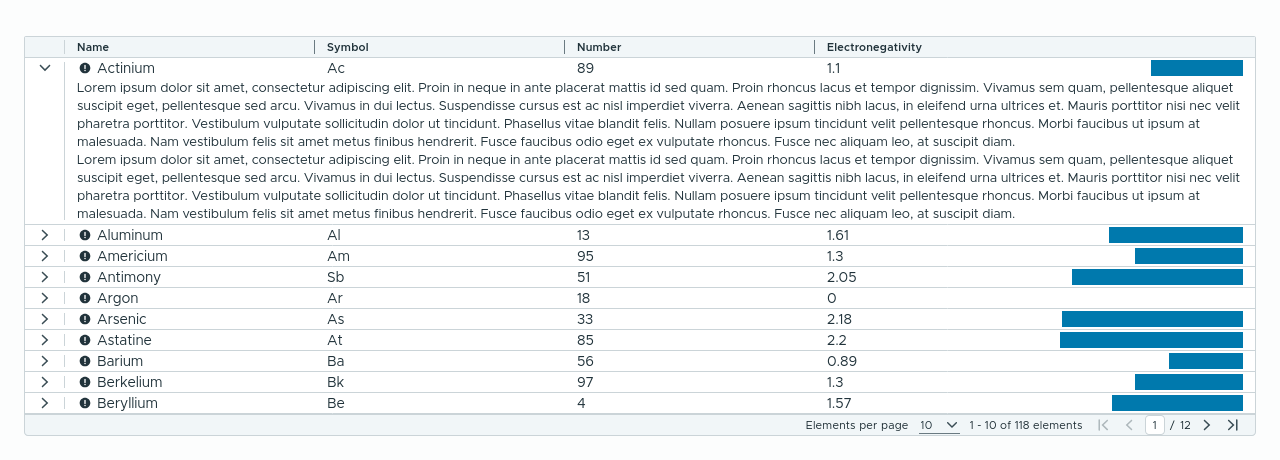 Name Symbol Number Electronegativity
Actinium Ac 89 1.1
Lorem ipsum dolor sit amet, consectetur adipiscing elit. Proin in neque in ante placerat mattis id sed quam. Proin rhoncus lacus et tempor dignissim. Vivamus sem quam, pellentesque aliquet
suscipit eget, pellentesque sed arcu. Vivamus in dui lectus. Suspendisse cursus est ac nisl imperdiet viverra. Aenean sagittis nibh lacus, in eleifend urna ultrices et. Mauris porttitor nisi nec velit
pharetra porttitor. Vestibulum vulputate sollicitudin dolor ut tincidunt. Phasellus vitae blandit felis. Nullam posuere ipsum tincidunt velit pellentesque rhoncus. Morbi faucibus ut ipsum at
malesuada. Nam vestibulum felis sit amet metus finibus hendrerit. Fusce faucibus odio eget ex vulputate rhoncus. Fusce nec aliquam leo, at suscipit diam.
Lorem ipsum dolor sit amet, consectetur adipiscing elit. Proin in neque in ante placerat mattis id sed quam. Proin rhoncus lacus et tempor dignissim. Vivamus sem quam, pellentesque aliquet
suscipit eget, pellentesque sed arcu. Vivamus in dui lectus. Suspendisse cursus est ac nisl imperdiet viverra. Aenean sagittis nibh lacus, in eleifend urna ultrices et. Mauris porttitor nisi nec velit
pharetra porttitor. Vestibulum vulputate sollicitudin dolor ut tincidunt. Phasellus vitae blandit felis. Nullam posuere ipsum tincidunt velit pellentesque rhoncus. Morbi faucibus ut ipsum at
malesuada. Nam vestibulum felis sit amet metus finibus hendrerit. Fusce faucibus odio eget ex vulputate rhoncus. Fusce nec aliquam leo, at suscipit diam.
Aluminum Al 13 1.61
Americium Am 95 1.3
Antimony Sb 51 2.05
Argon Ar 18 0
Arsenic As 33 2.18
Astatine At 85 2.2
Barium Ba 56 0.89
Berkelium Bk 97 1.3
Beryllium Be 4 1.57
Elements per page 10 1 - 10 of 118 elements 1 / 12